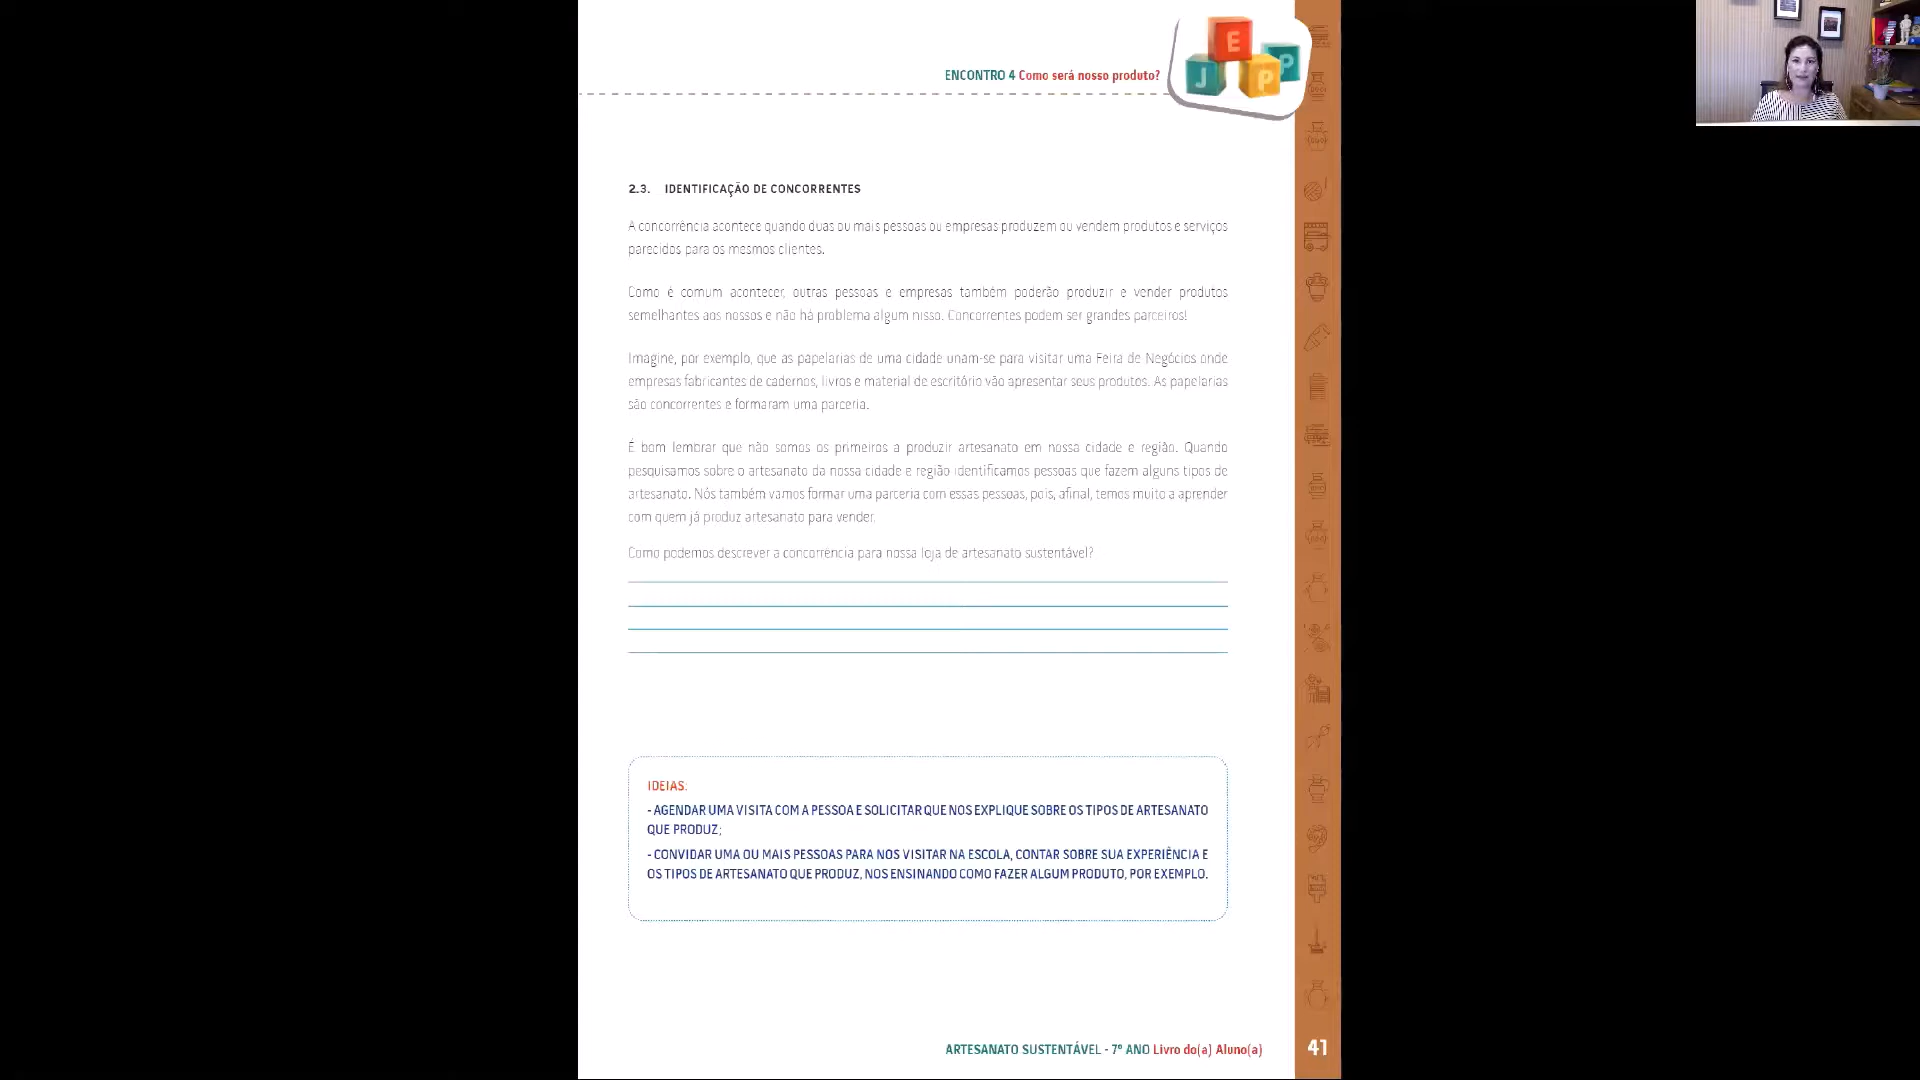 ENCONTRO 4 Como será nosso produto?
E
J
P
P
2.3. IDENTIFICAÇÃO DE CONCORRENTES
A concorrência acontece quando duas ou mais pessoas ou empresas produzem ou vendem produtos e serviços
parecidos para os mesmos clientes.
Como é comum acontecer, outras pessoas e empresas também poderão produzir e vender produtos
semelhantes aos nossos e não há problema algum nisso. Concorrentes podem ser grandes parceiros!
Imagine, por exemplo, que as papelarias de uma cidade unam-se para visitar uma Feira de Negócios onde
empresas fabricantes de cadernos, livros e material de escritório vão apresentar seus produtos. As papelarias
são concorrentes e formaram uma parceria.
É bom lembrar que não somos os primeiros a produzir artesanato em nossa cidade e região. Quando
pesquisamos sobre o artesanato da nossa cidade e região identificamos pessoas que fazem alguns tipos de
artesanato. Nós também vamos formar uma parceria com essas pessoas, pois, afinal, temos muito a aprender
com quem já produz artesanato para vender.
Como podemos descrever a concorrência para nossa loja de artesanato sustentável?
IDEIAS:
- AGENDAR UMA VISITA COM A PESSOA E SOLICITAR QUE NOS EXPLIQUE SOBRE OS TIPOS DE ARTESANATO
QUE PRODUZ;
- CONVIDAR UMA OU MAIS PESSOAS PARA NOS VISITAR NA ESCOLA, CONTAR SOBRE SUA EXPERIÊNCIA E
OS TIPOS DE ARTESANATO QUE PRODUZ, NOS ENSINANDO COMO FAZER ALGUM PRODUTO, POR EXEMPLO.
ARTESANATO SUSTENTÁVEL - 7º ANO Livro do(a) Aluno(a)
41